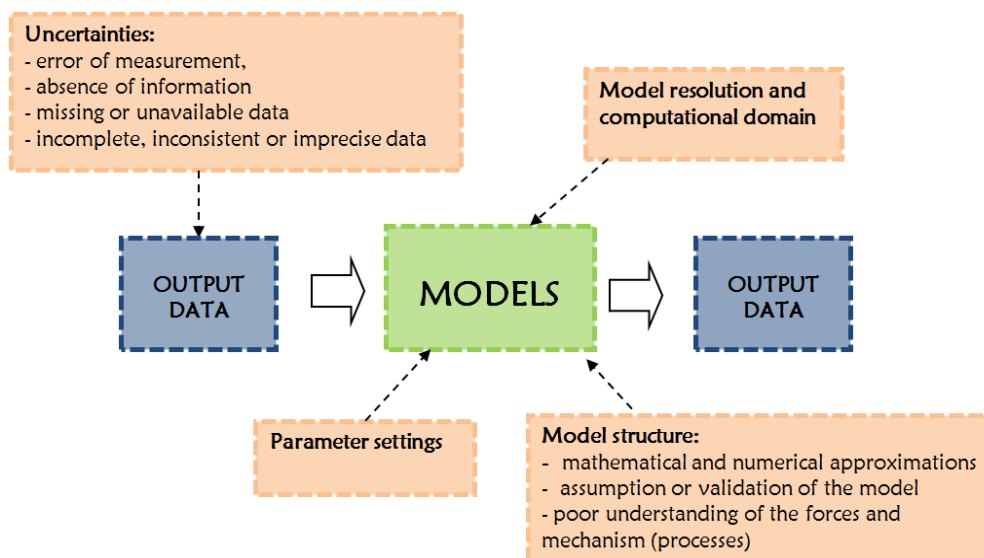 Uncertainties:
- error of measurement,
- absence of information
- missing or unavailable data
- incomplete, inconsistent or imprecise data
Model resolution and
computational domain
OUTPUT
DATA
MODELS
OUTPUT
DATA
Parameter settings
Model structure:
- mathematical and numerical approximations
- assumption or validation of the model
- poor understanding of the forces and
mechanism (processes)